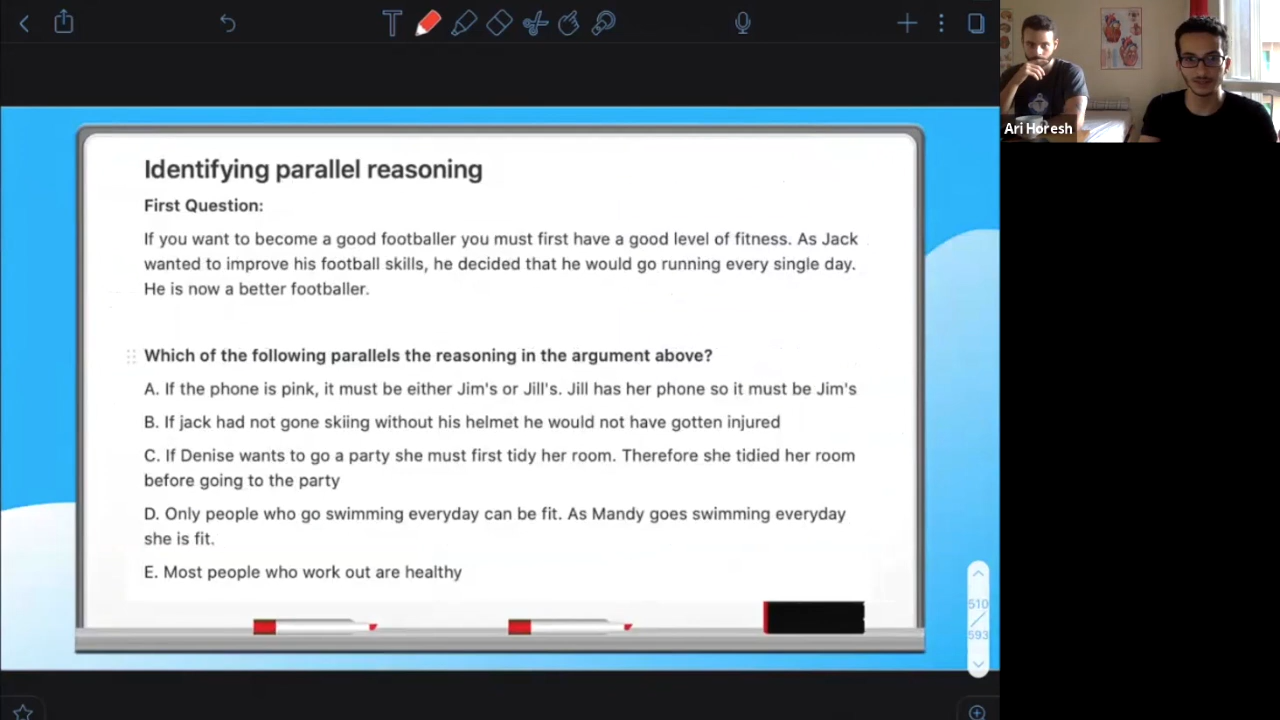 Ari Horesh
Identifying parallel reasoning
First Question:
If you want to become a good footballer you must first have a good level of fitness. As Jack
wanted to improve his football skills, he decided that he would go running every single day.
He is now a better footballer.
Which of the following parallels the reasoning in the argument above?
A. If the phone is pink, it must be either Jim's or Jill's. Jill has her phone so it must be Jim's
B. If jack had not gone skiing without his helmet he would not have gotten injured
C. If Denise wants to go a party she must first tidy her room. Therefore she tidied her room
before going to the party
D. Only people who go swimming everyday can be fit. As Mandy goes swimming everyday
she is fit.
E. Most people who work out are healthy
510
/
593